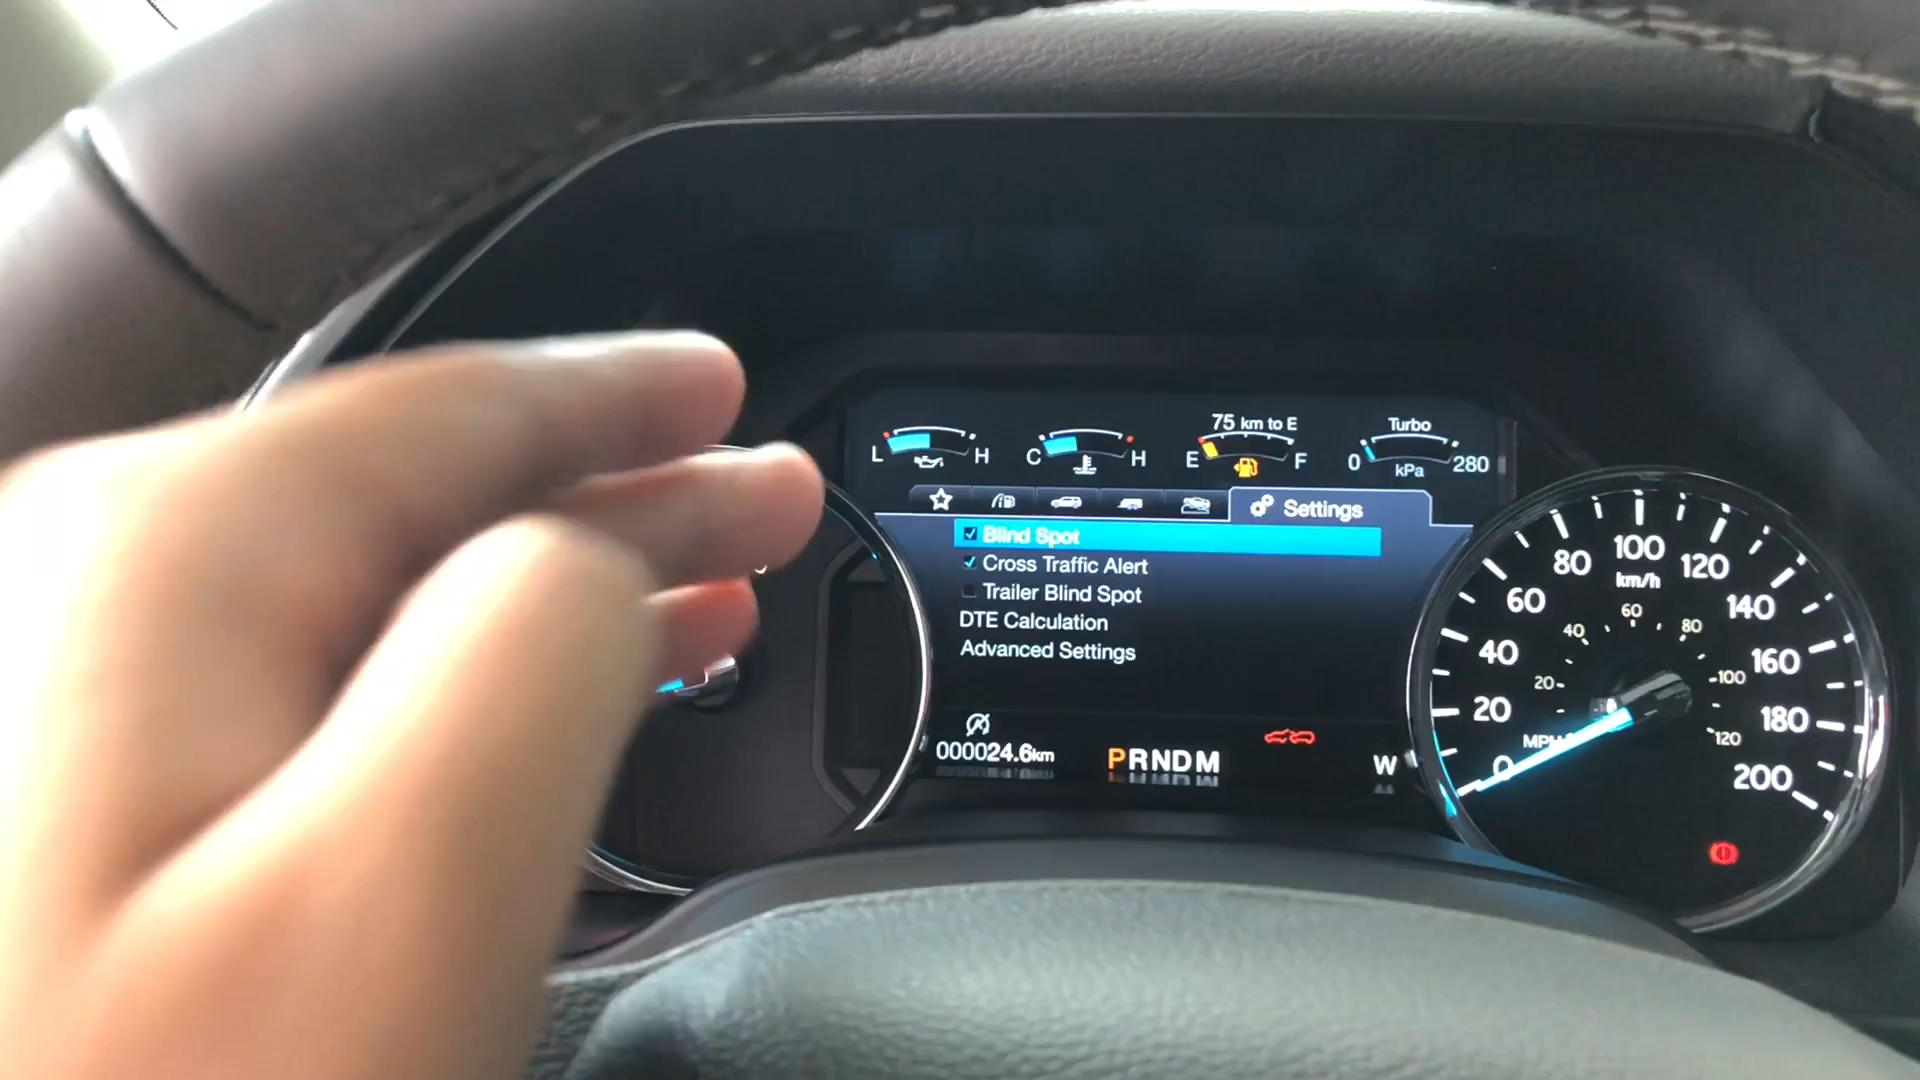 75 km to E
Turbo
L H
C H
E F
0 280
kPa
Settings
Blind Spot
Cross Traffic Alert
Trailer Blind Spot
DTE Calculation
Advanced Settings
000024.6km
PRNDM
W
0 20 40 60 80 100 120 140 160 180 200
km/h
20 40 60 80 100 120
MPH